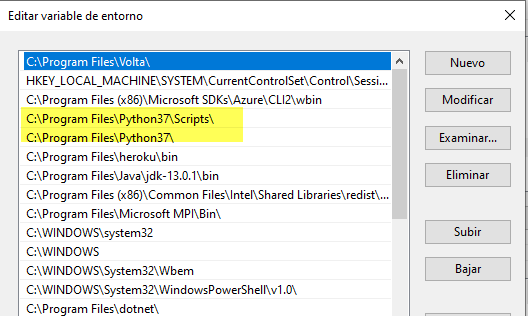 Editar variable de entorno
C:\Program Files\Volta\
Nuevo
HKEY_LOCAL_MACHINE\SYSTEM\CurrentControlSet\Control\Sessi...
C:\Program Files (x86)\Microsoft SDKs\Azure\CLI2\wbin
Modificar
C:\Program Files\Python37\Scripts\
C:\Program Files\Python37\
Examinar...
C:\Program Files\heroku\bin
C:\Program Files\Java\jdk-13.0.1\bin
Eliminar
C:\Program Files (x86)\Common Files\Intel\Shared Libraries\redist\...
C:\Program Files\Microsoft MPI\Bin\
C:\WINDOWS\system32
Subir
C:\WINDOWS
C:\WINDOWS\System32\Wbem
Bajar
C:\WINDOWS\System32\WindowsPowerShell\v1.0\
C:\Program Files\dotnet\